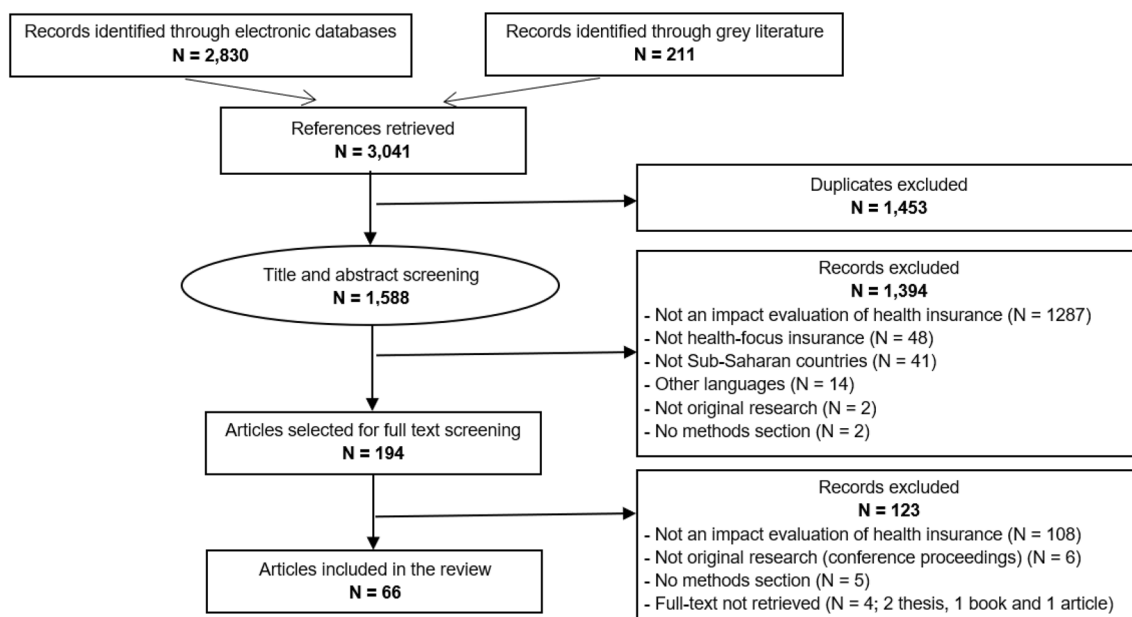 Records identified through electronic databases
N = 2,830
Records identified through grey literature
N = 211
References retrieved
N = 3,041
Duplicates excluded
N = 1,453
Title and abstract screening
N = 1,588
Records excluded
N = 1,394
- Not an impact evaluation of health insurance (N = 1287)
- Not health-focus insurance (N = 48)
- Not Sub-Saharan countries (N = 41)
- Other languages (N = 14)
- Not original research (N = 2)
- No methods section (N = 2)
Articles selected for full text screening
N = 194
Records excluded
N = 123
- Not an impact evaluation of health insurance (N = 108)
- Not original research (conference proceedings) (N = 6)
- No methods section (N = 5)
- Full-text not retrieved (N = 4; 2 thesis, 1 book and 1 article)
Articles included in the review
N = 66